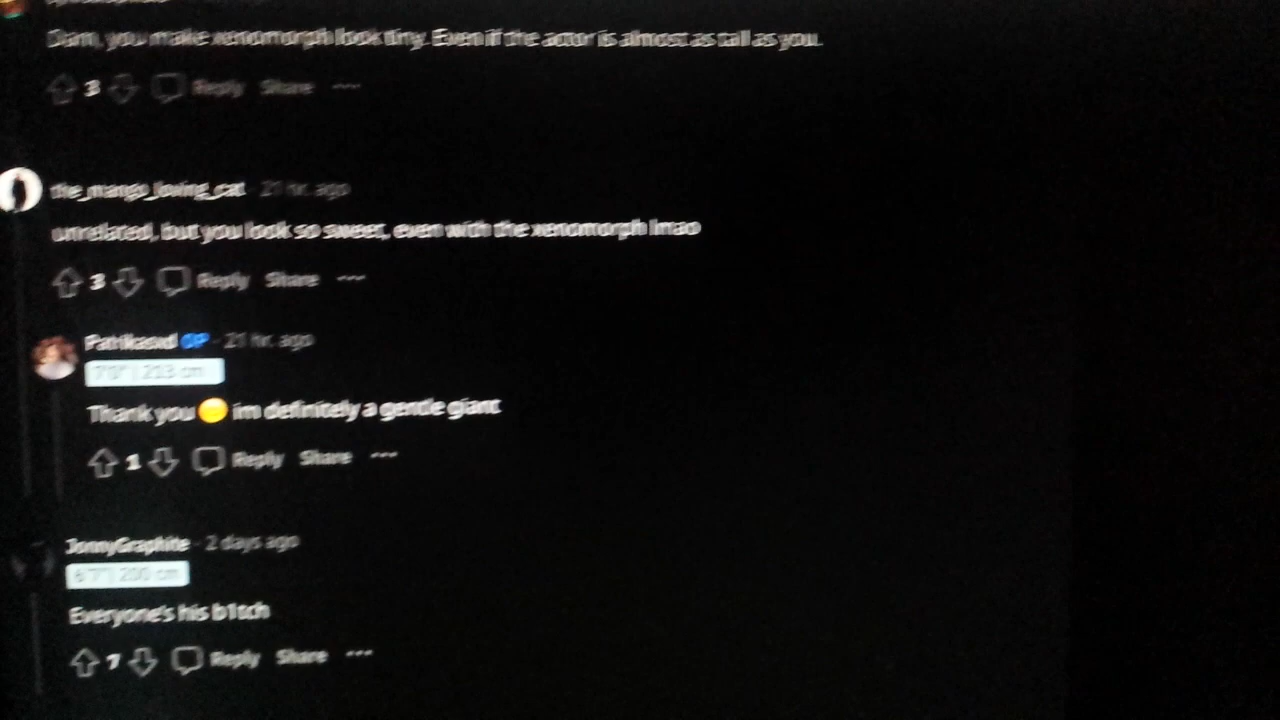 Dam, you make xenomorph look tiny. Even if the actor is almost as tall as you.
3 Reply Share ...
the_mango_loving_cat · 21 hr. ago
unrelated, but you look so sweet, even with the xenomorph lmao
3 Reply Share ...
Patrikasxd OP · 21 hr. ago
7'0" | 213 cm
Thank you im definitely a gentle giant
1 Reply Share ...
JonnyGraphite · 2 days ago
6'7" | 200 cm
Everyone's his b1tch
7 Reply Share ...